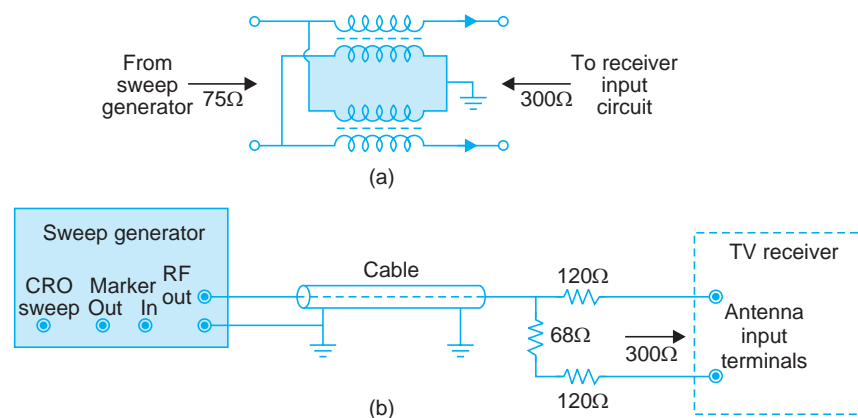 From
sweep
generator
75Ω
300Ω
To receiver
input
circuit
(a)
Sweep generator
CRO
sweep
Marker
Out In
RF
out
Cable
120Ω
68Ω
300Ω
120Ω
TV receiver
Antenna
input
terminals
(b)